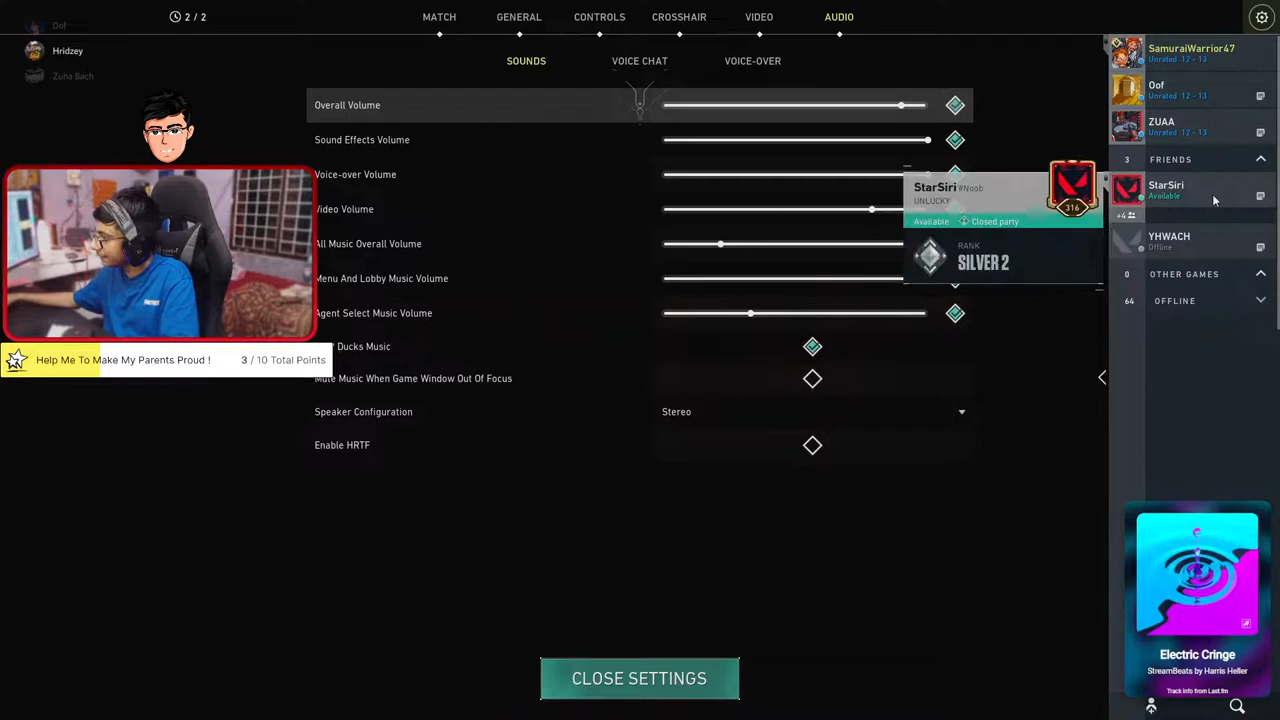 2 / 2
Oof
Hridzey
Zuha Bach
MATCH
GENERAL
CONTROLS
CROSSHAIR
VIDEO
AUDIO
SOUNDS
VOICE CHAT
VOICE-OVER
Overall Volume
Sound Effects Volume
Voice-over Volume
Video Volume
All Music Overall Volume
Menu And Lobby Music Volume
Agent Select Music Volume
Ducks Music
Mute Music When Game Window Out Of Focus
Speaker Configuration
Stereo
Enable HRTF
CLOSE SETTINGS
Help Me To Make My Parents Proud !
3 / 10 Total Points
StarSiri #Noob
UNLUCKY
316
Available
Closed party
RANK
SILVER 2
SamuraiWarrior47
Unrated 12 - 13
Oof
Unrated 12 - 13
ZUAA
Unrated 12 - 13
3 FRIENDS
StarSiri
Available
+4
YHWACH
Offline
0 OTHER GAMES
64 OFFLINE
Electric Cringe
StreamBeats by Harris Heller
Track Info from Last.fm